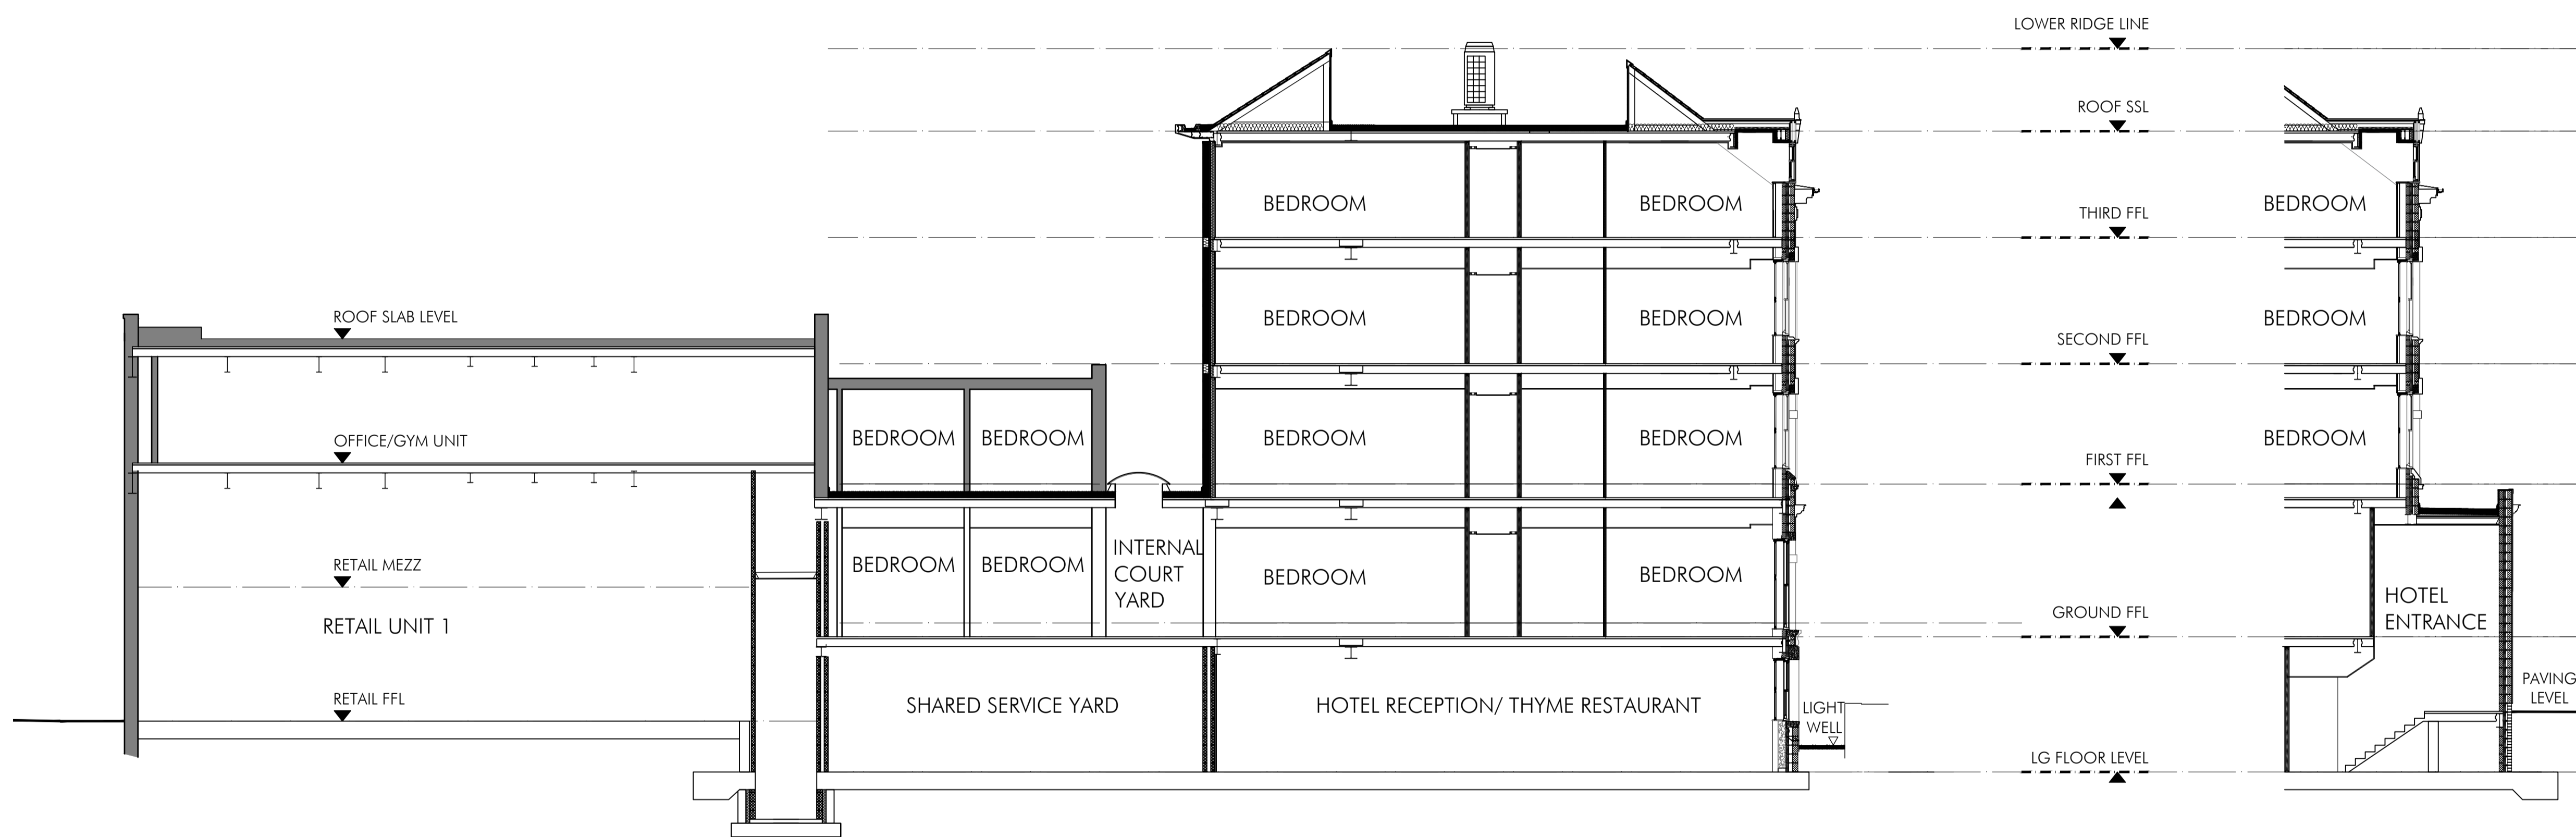 LOWER RIDGE LINE
ROOF SSL
BEDROOM
BEDROOM
THIRD FFL
BEDROOM
ROOF SLAB LEVEL
BEDROOM
BEDROOM
SECOND FFL
BEDROOM
OFFICE/GYM UNIT
BEDROOM
BEDROOM
BEDROOM
BEDROOM
FIRST FFL
BEDROOM
RETAIL MEZZ
RETAIL UNIT 1
BEDROOM
BEDROOM
INTERNAL
COURT
YARD
BEDROOM
BEDROOM
GROUND FFL
HOTEL
ENTRANCE
RETAIL FFL
SHARED SERVICE YARD
HOTEL RECEPTION/ THYME RESTAURANT
LIGHT
WELL
LG FLOOR LEVEL
PAVING
LEVEL